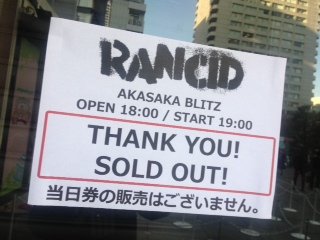 RANCID
AKASAKA BLITZ
OPEN 18:00 / START 19:00
THANK YOU!
SOLD OUT!
当日券の販売はございません。